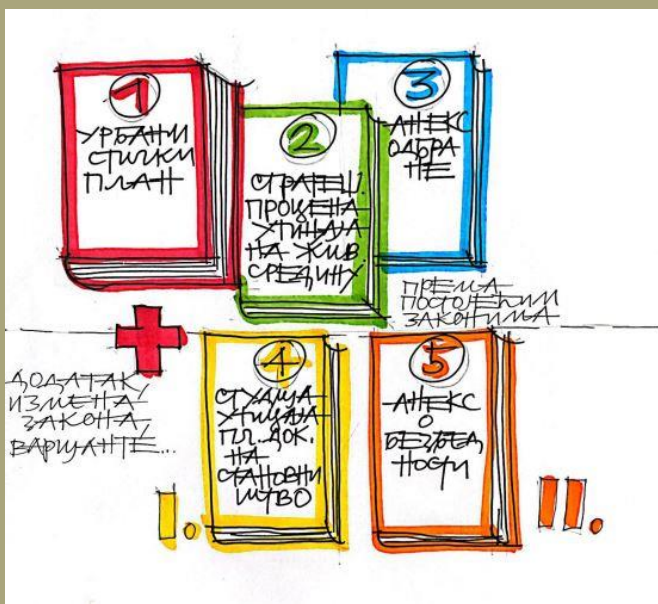 1
УРБАНИ
СТИЧКИ
ПЛАН
2
СТРАТЕШ.
ПРОЦЕНА
УТИЦАЈА
НА ЖИВ.
СРЕДИНУ
3
АНЕКС
ОДБРА
НЕ
ПРЕМА
ПОСТОЈЕЋИМ
ЗАКОНИМА
+
ДОДАТАК,
ИЗМЕНА
ЗАКОНА,
ВАРИЈАНТЕ...
4
СТУДИЈА
УТИЦАЈА
ПЛ. ДОК.
НА
СТАНОВНИ
ШТВО
I.
5
АНЕКС
О
БЕЗБЕД
НОСТИ
II.